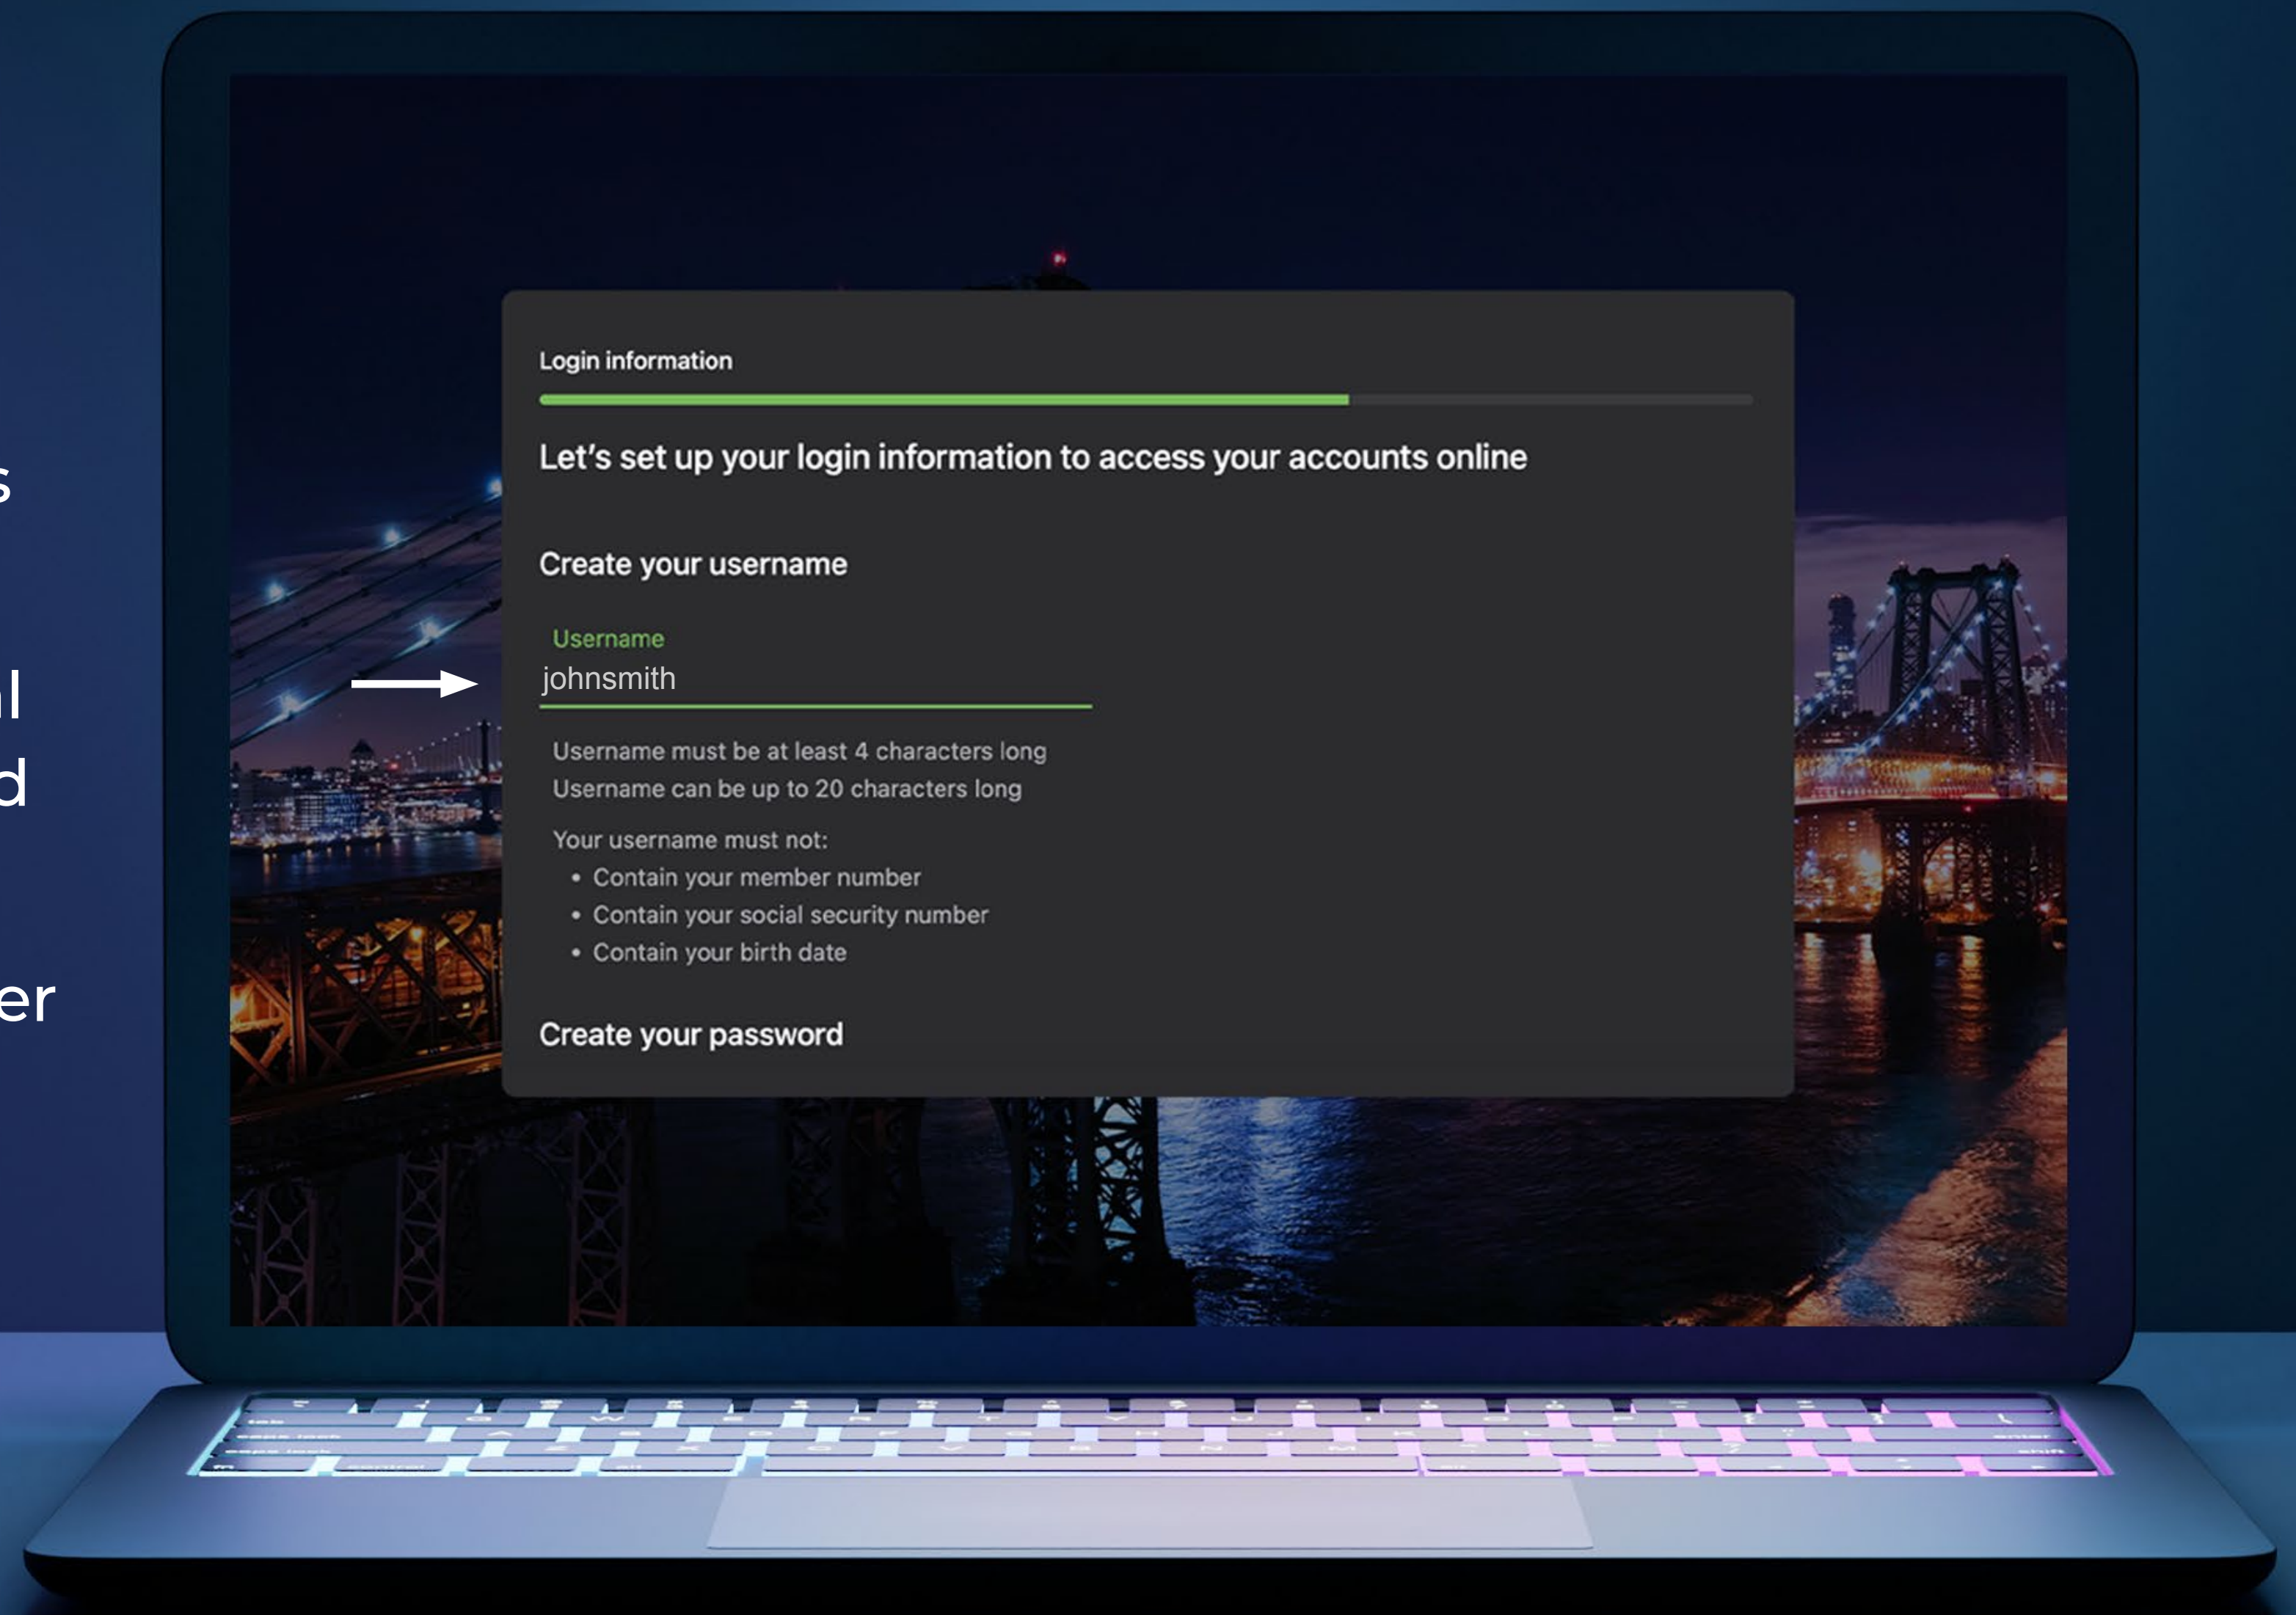 s
al
d
er
Login information
Let's set up your login information to access your accounts online
Create your username
Username
johnsmith
Username must be at least 4 characters long
Username can be up to 20 characters long
Your username must not:
• Contain your member number
• Contain your social security number
• Contain your birth date
Create your password